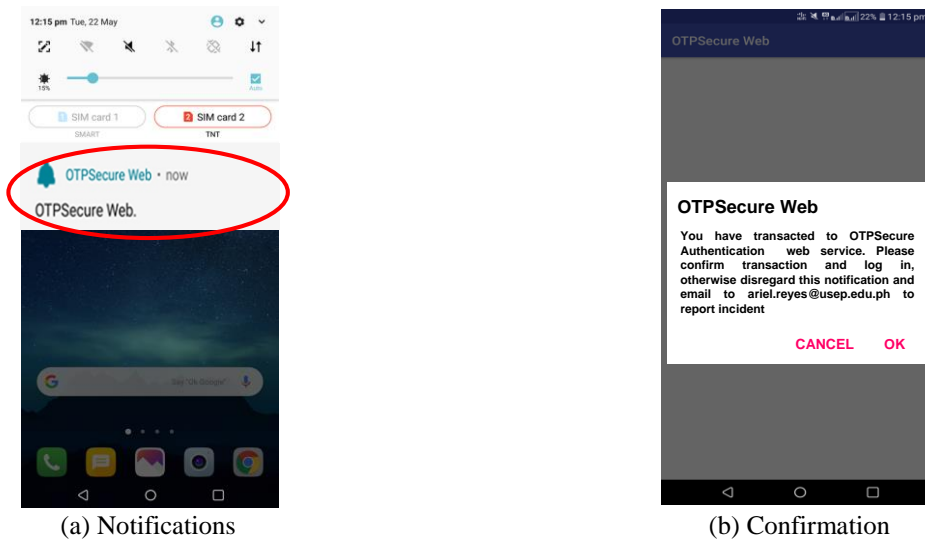 12:15 pm Tue, 22 May
15%
Auto
1 SIM card 1
2 SIM card 2
SMART
TNT
OTPSecure Web • now
OTPSecure Web.
G
Say "Ok Google"
(a) Notifications
22% 12:15 pm
OTPSecure Web
OTPSecure Web
You have transacted to OTPSecure
Authentication web service. Please
confirm transaction and log in,
otherwise disregard this notification and
email to ariel.reyes@usep.edu.ph to
report incident
CANCEL OK
(b) Confirmation